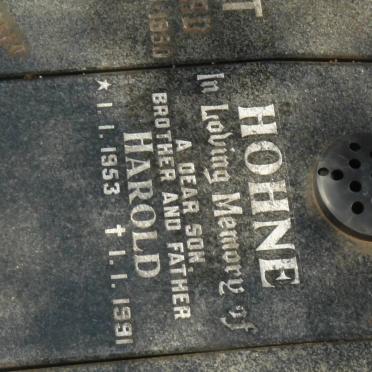 HOHNE
In Loving Memory of
A DEAR SON
BROTHER AND FATHER
HAROLD
★ 1. 1. 1953 ✝ 1. 1. 1991